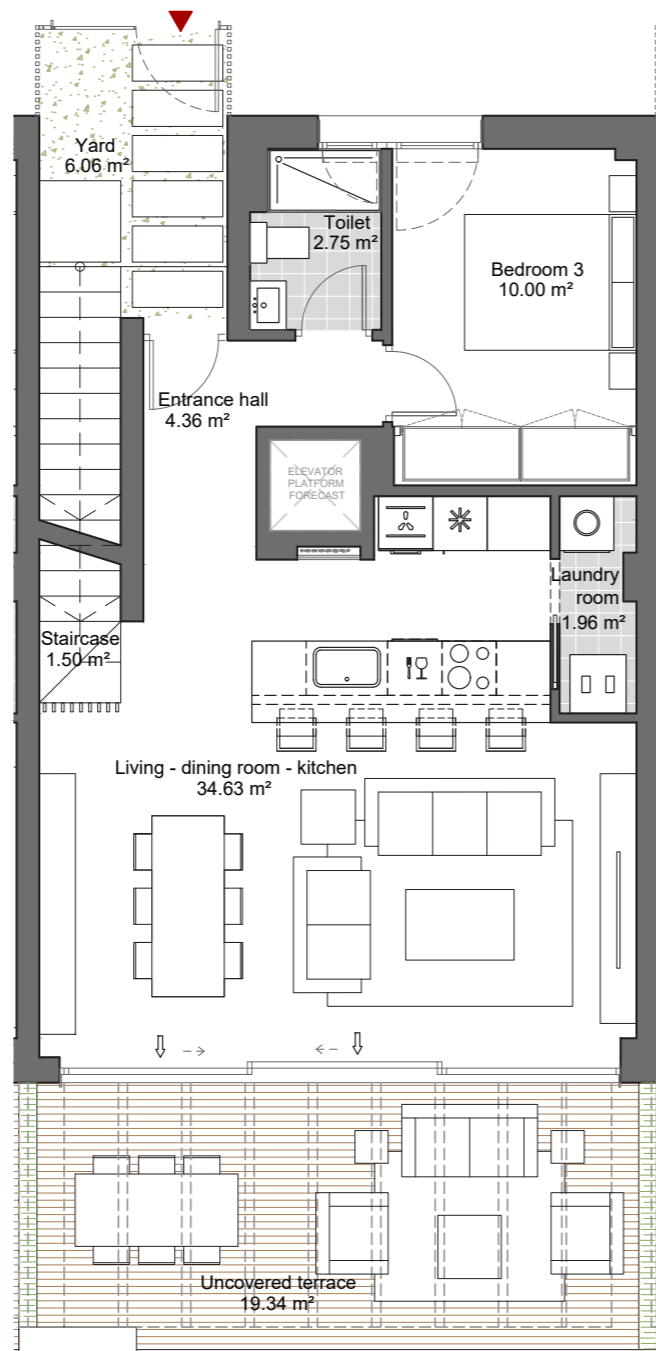 Yard
6.06 m²
Toilet
2.75 m²
Bedroom 3
10.00 m²
Entrance hall
4.36 m²
ELEVATOR
PLATFORM
FORECAST
Laundry
room
1.96 m²
Staircase
1.50 m²
Living - dining room - kitchen
34.63 m²
Uncovered terrace
19.34 m²